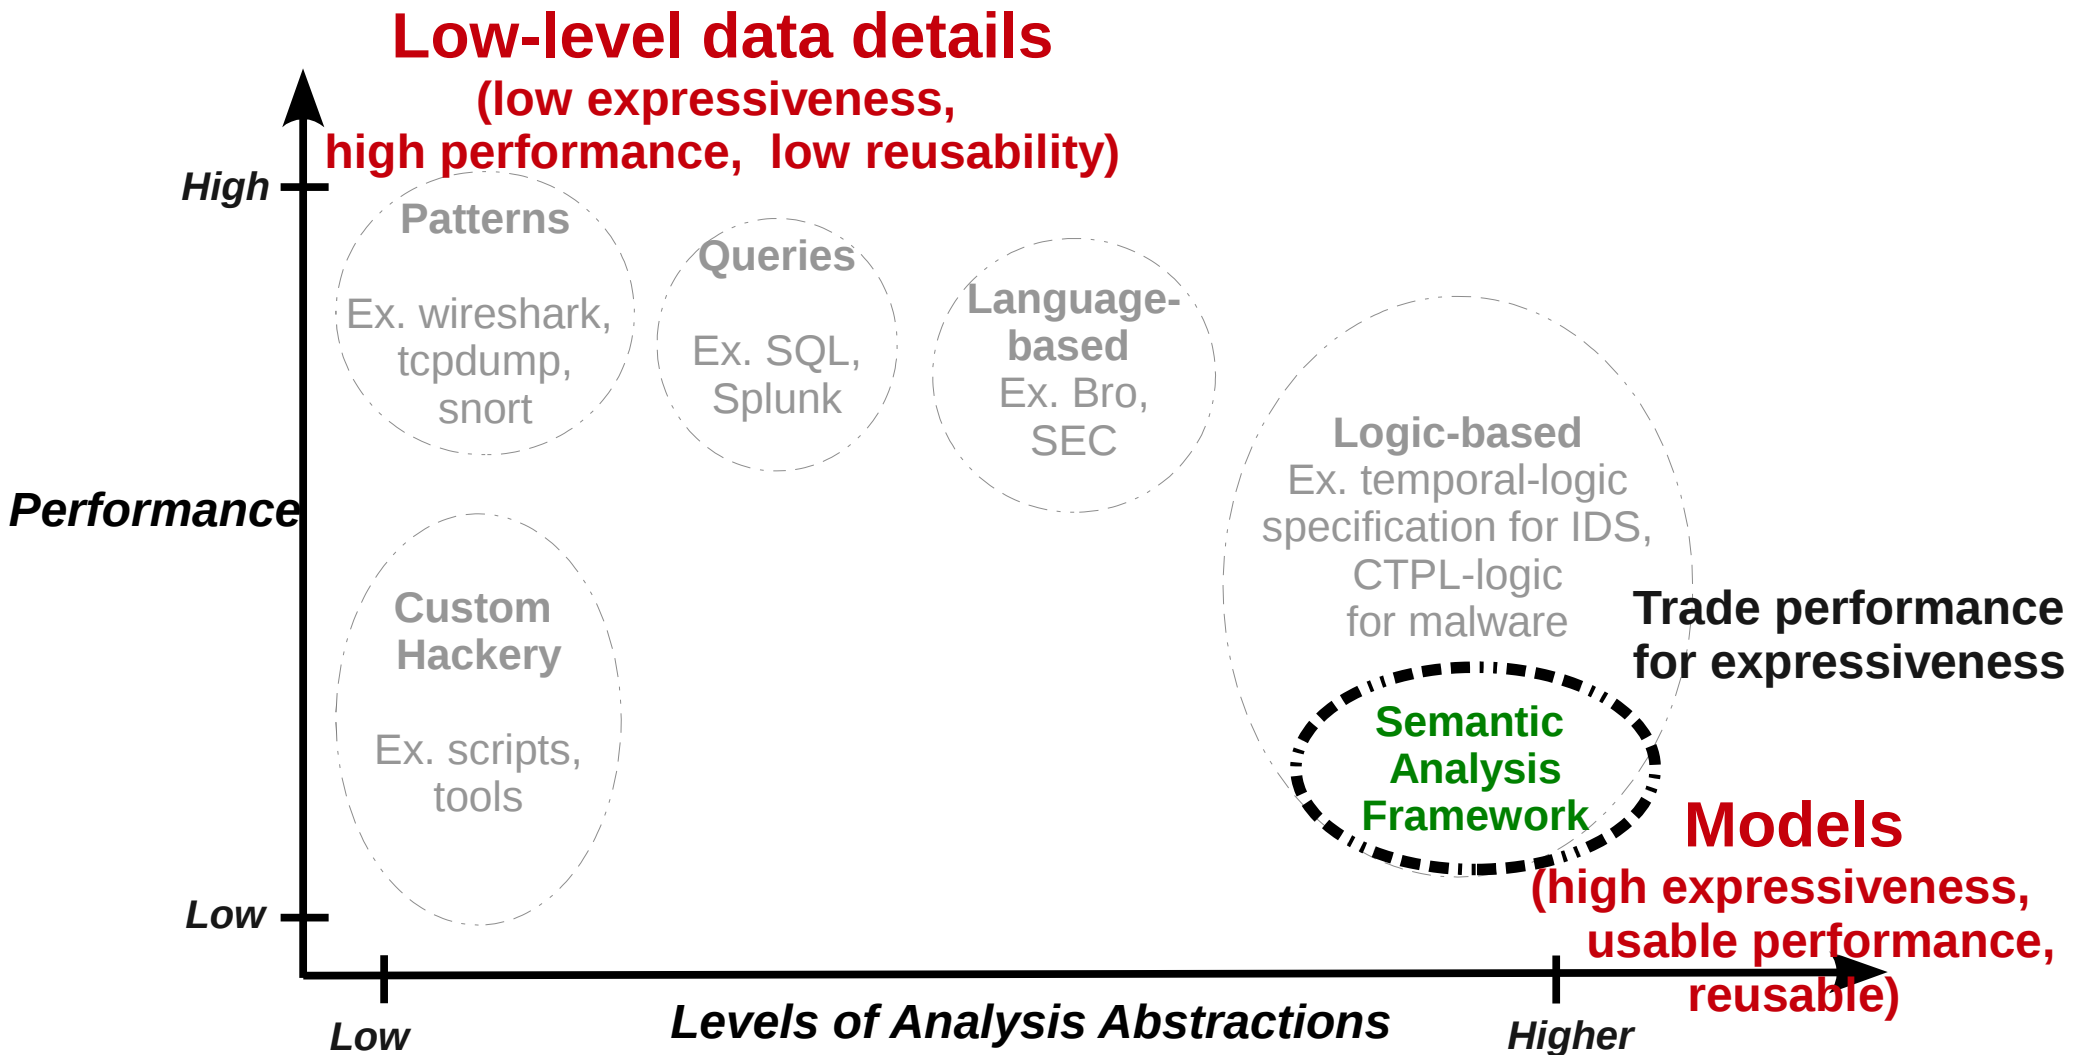 Low-level data details
(low expressiveness,
high performance,  low reusability)
High
Patterns
Ex. wireshark,
tcpdump,
snort
Queries
Ex. SQL,
Splunk
Language-
based
Ex. Bro,
SEC
Logic-based
Ex. temporal-logic
specification for IDS,
CTPL-logic
for malware
Performance
Custom
Hackery
Ex. scripts,
tools
Trade performance
for expressiveness
Semantic
Analysis
Framework
Models
(high expressiveness,
usable performance,
reusable)
Low
Low
Levels of Analysis Abstractions
Higher